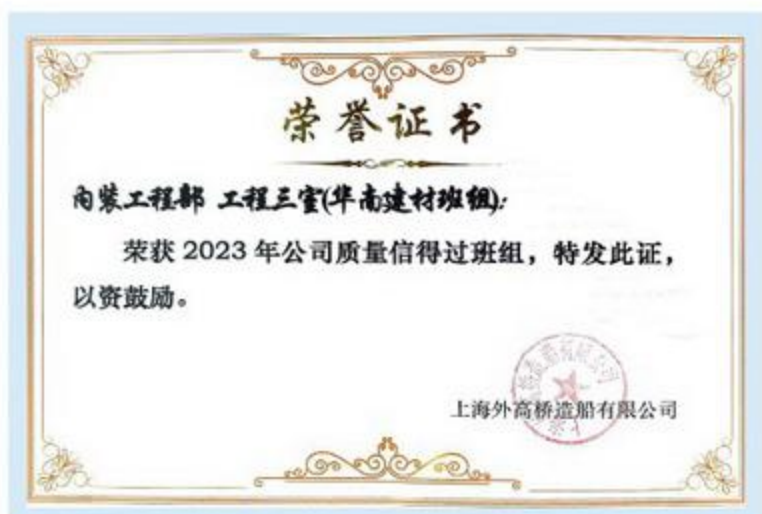 荣誉证书
内装工程部 工程三室(华南建材班组):
荣获 2023 年公司质量信得过班组，特发此证，
以资鼓励。
上海外高桥造船有限公司